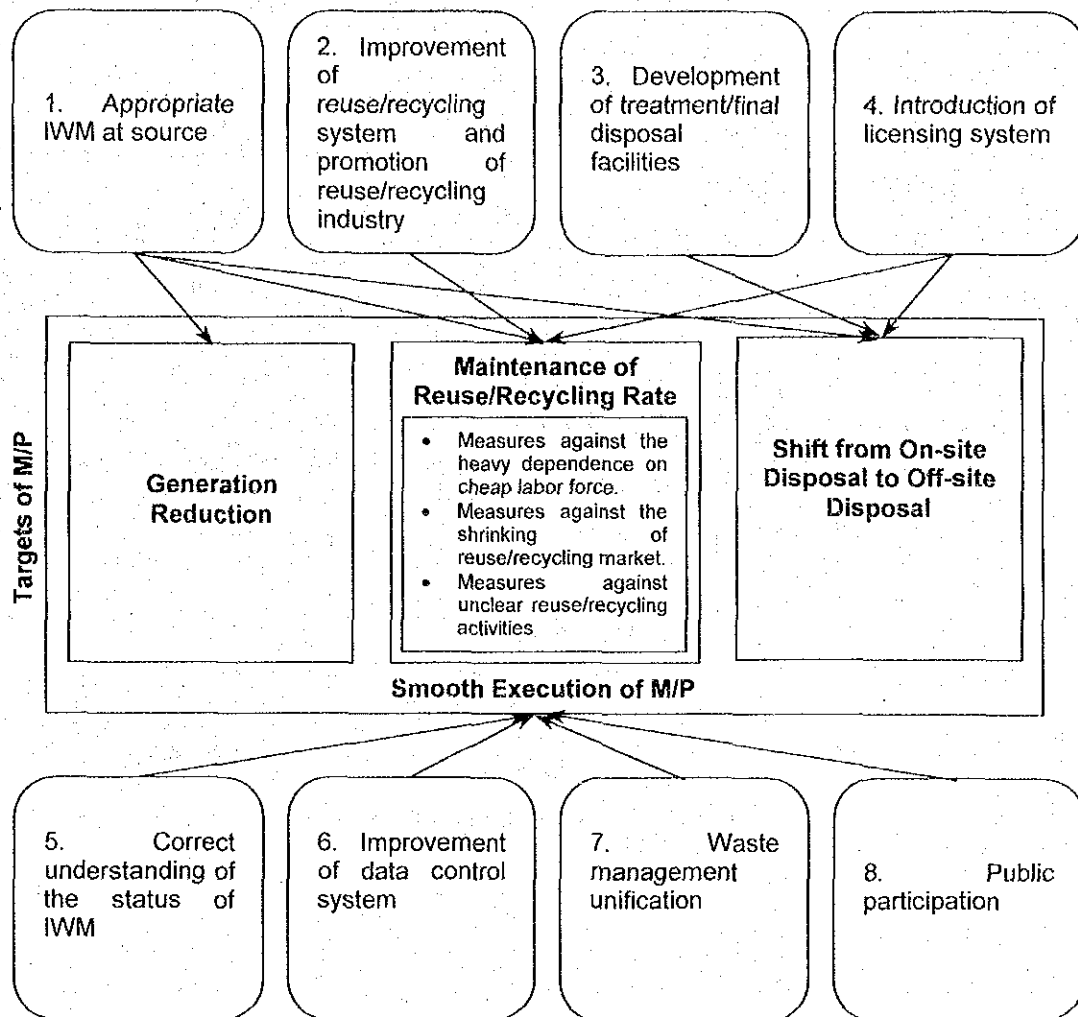 1. Appropriate
IWM at source
2. Improvement
of
reuse/recycling
system and
promotion of
reuse/recycling
industry
3. Development
of treatment/final
disposal
facilities
4. Introduction of
licensing system
Targets of M/P
Generation
Reduction
Maintenance of
Reuse/Recycling Rate
• Measures against the
heavy dependence on
cheap labor force.
• Measures against the
shrinking of
reuse/recycling market.
• Measures against
unclear reuse/recycling
activities
Shift from On-site
Disposal to Off-site
Disposal
Smooth Execution of M/P
5. Correct
understanding of
the status of
IWM
6. Improvement
of data control
system
7. Waste
management
unification
8. Public
participation